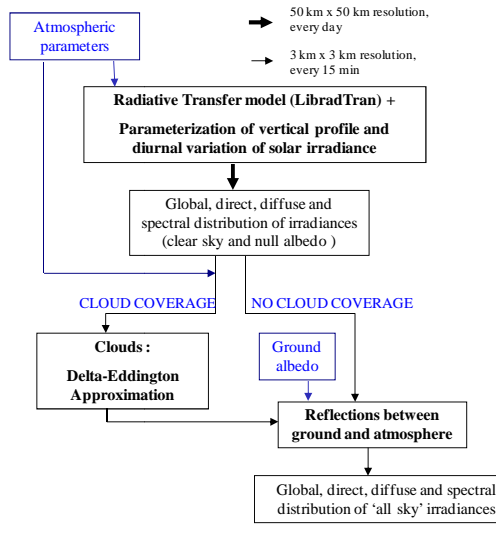 50 km x 50 km resolution,
every day
3 km x 3 km resolution,
every 15 min
Atmospheric
parameters
Radiative Transfer model (LibradTran) +
Parameterization of vertical profile and
diurnal variation of solar irradiance
Global, direct, diffuse and
spectral distribution of irradiances
(clear sky and null albedo )
CLOUD COVERAGE
NO CLOUD COVERAGE
Clouds :
Delta-Eddington
Approximation
Ground
albedo
Reflections between
ground and atmosphere
Global, direct, diffuse and spectral
distribution of ‘all sky’ irradiances